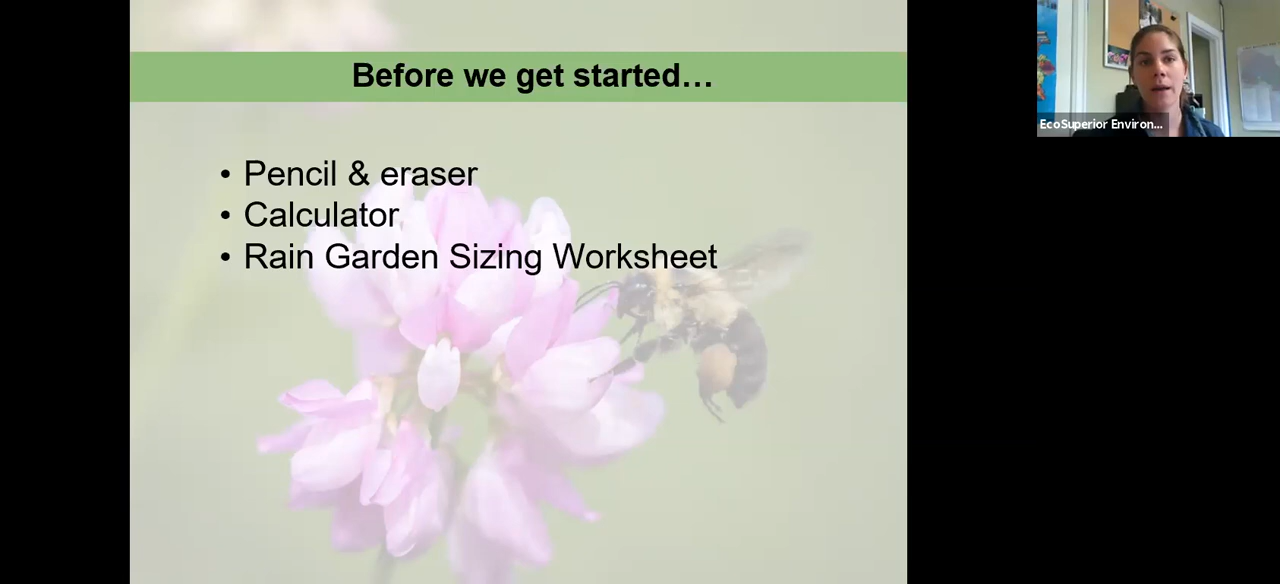 Before we get started…
• Pencil & eraser
• Calculator
• Rain Garden Sizing Worksheet
EcoSuperior Environ...